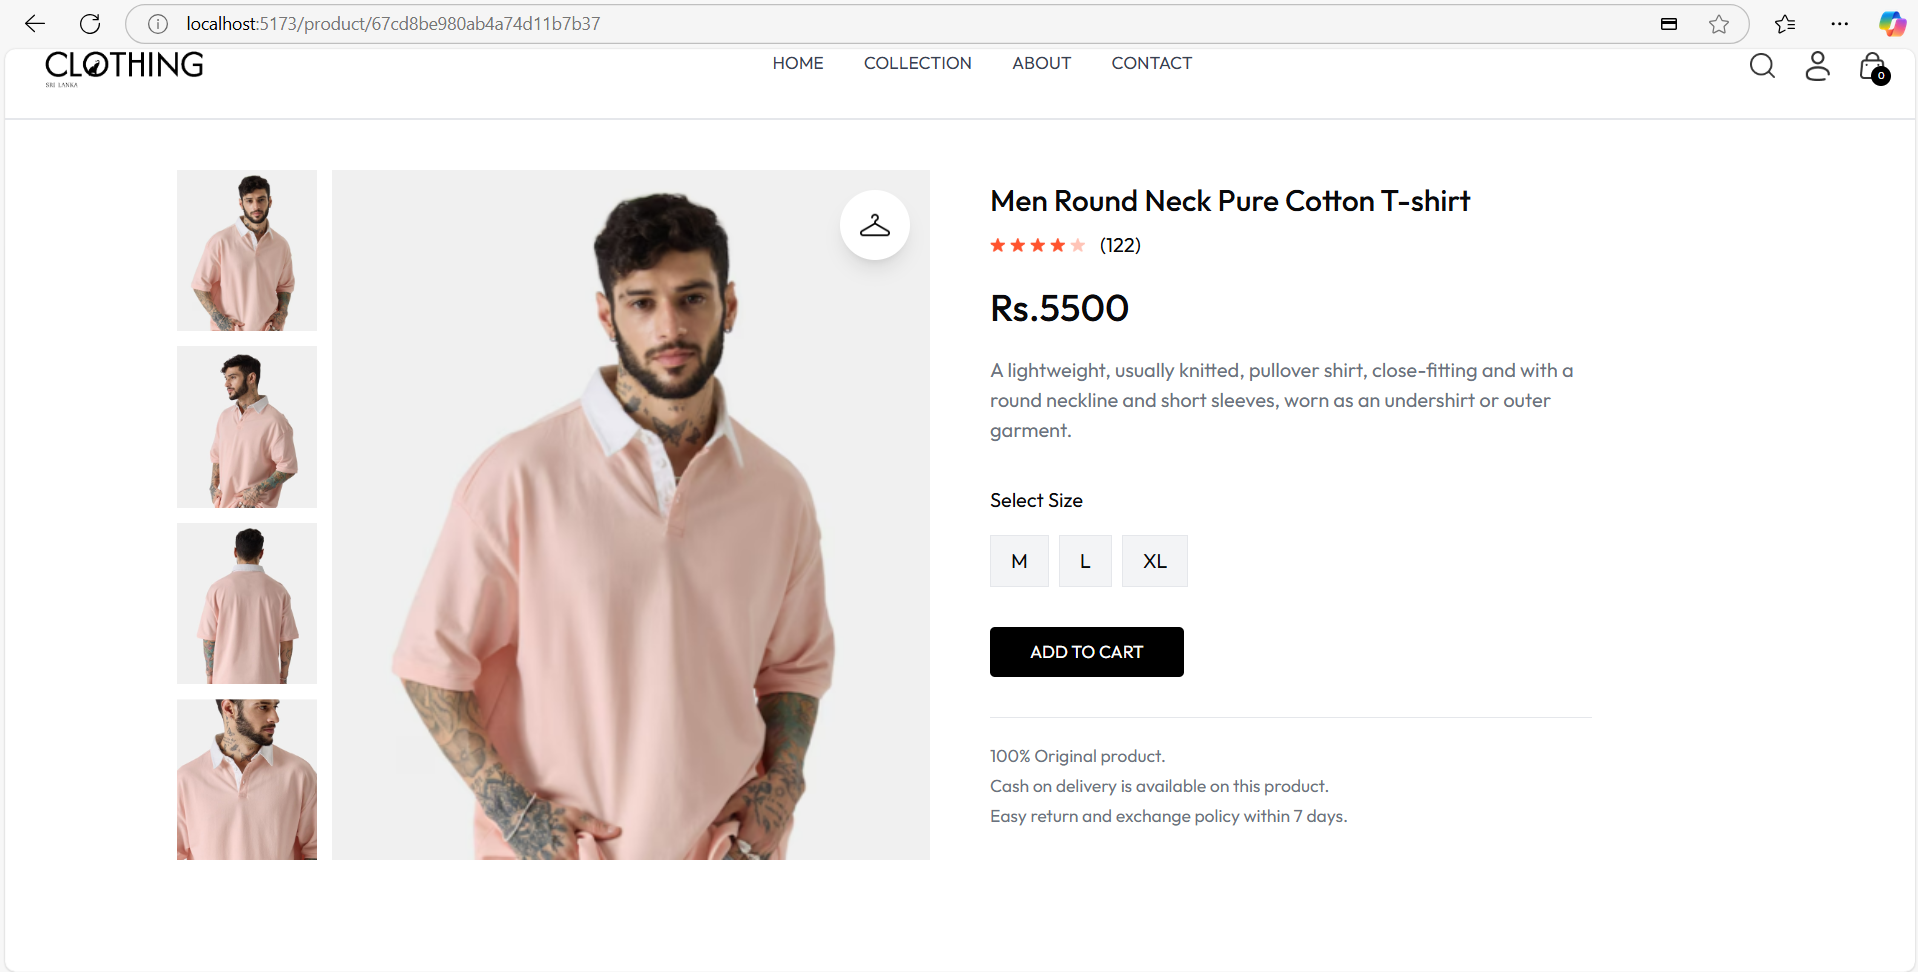 localhost:5173/product/67cd8be980ab4a74d11b7b37
CLOTHING
SRI LANKA
HOME COLLECTION ABOUT CONTACT
0
Men Round Neck Pure Cotton T-shirt
(122)
Rs.5500
A lightweight, usually knitted, pullover shirt, close-fitting and with a
round neckline and short sleeves, worn as an undershirt or outer
garment.
Select Size
M L XL
ADD TO CART
100% Original product.
Cash on delivery is available on this product.
Easy return and exchange policy within 7 days.